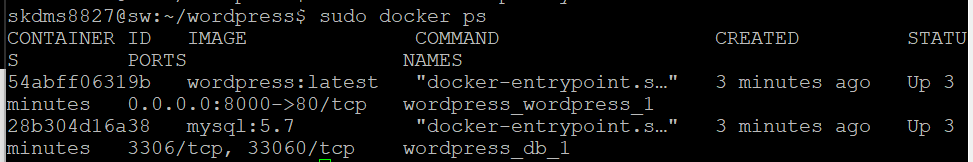 skdms8827@sw:~/wordpress$ sudo docker ps
CONTAINER ID   IMAGE              COMMAND                  CREATED         STATU
S       PORTS                  NAMES
54abff06319b   wordpress:latest   "docker-entrypoint.s…"   3 minutes ago   Up 3
minutes   0.0.0.0:8000->80/tcp   wordpress_wordpress_1
28b304d16a38   mysql:5.7          "docker-entrypoint.s…"   3 minutes ago   Up 3
minutes   3306/tcp, 33060/tcp    wordpress_db_1